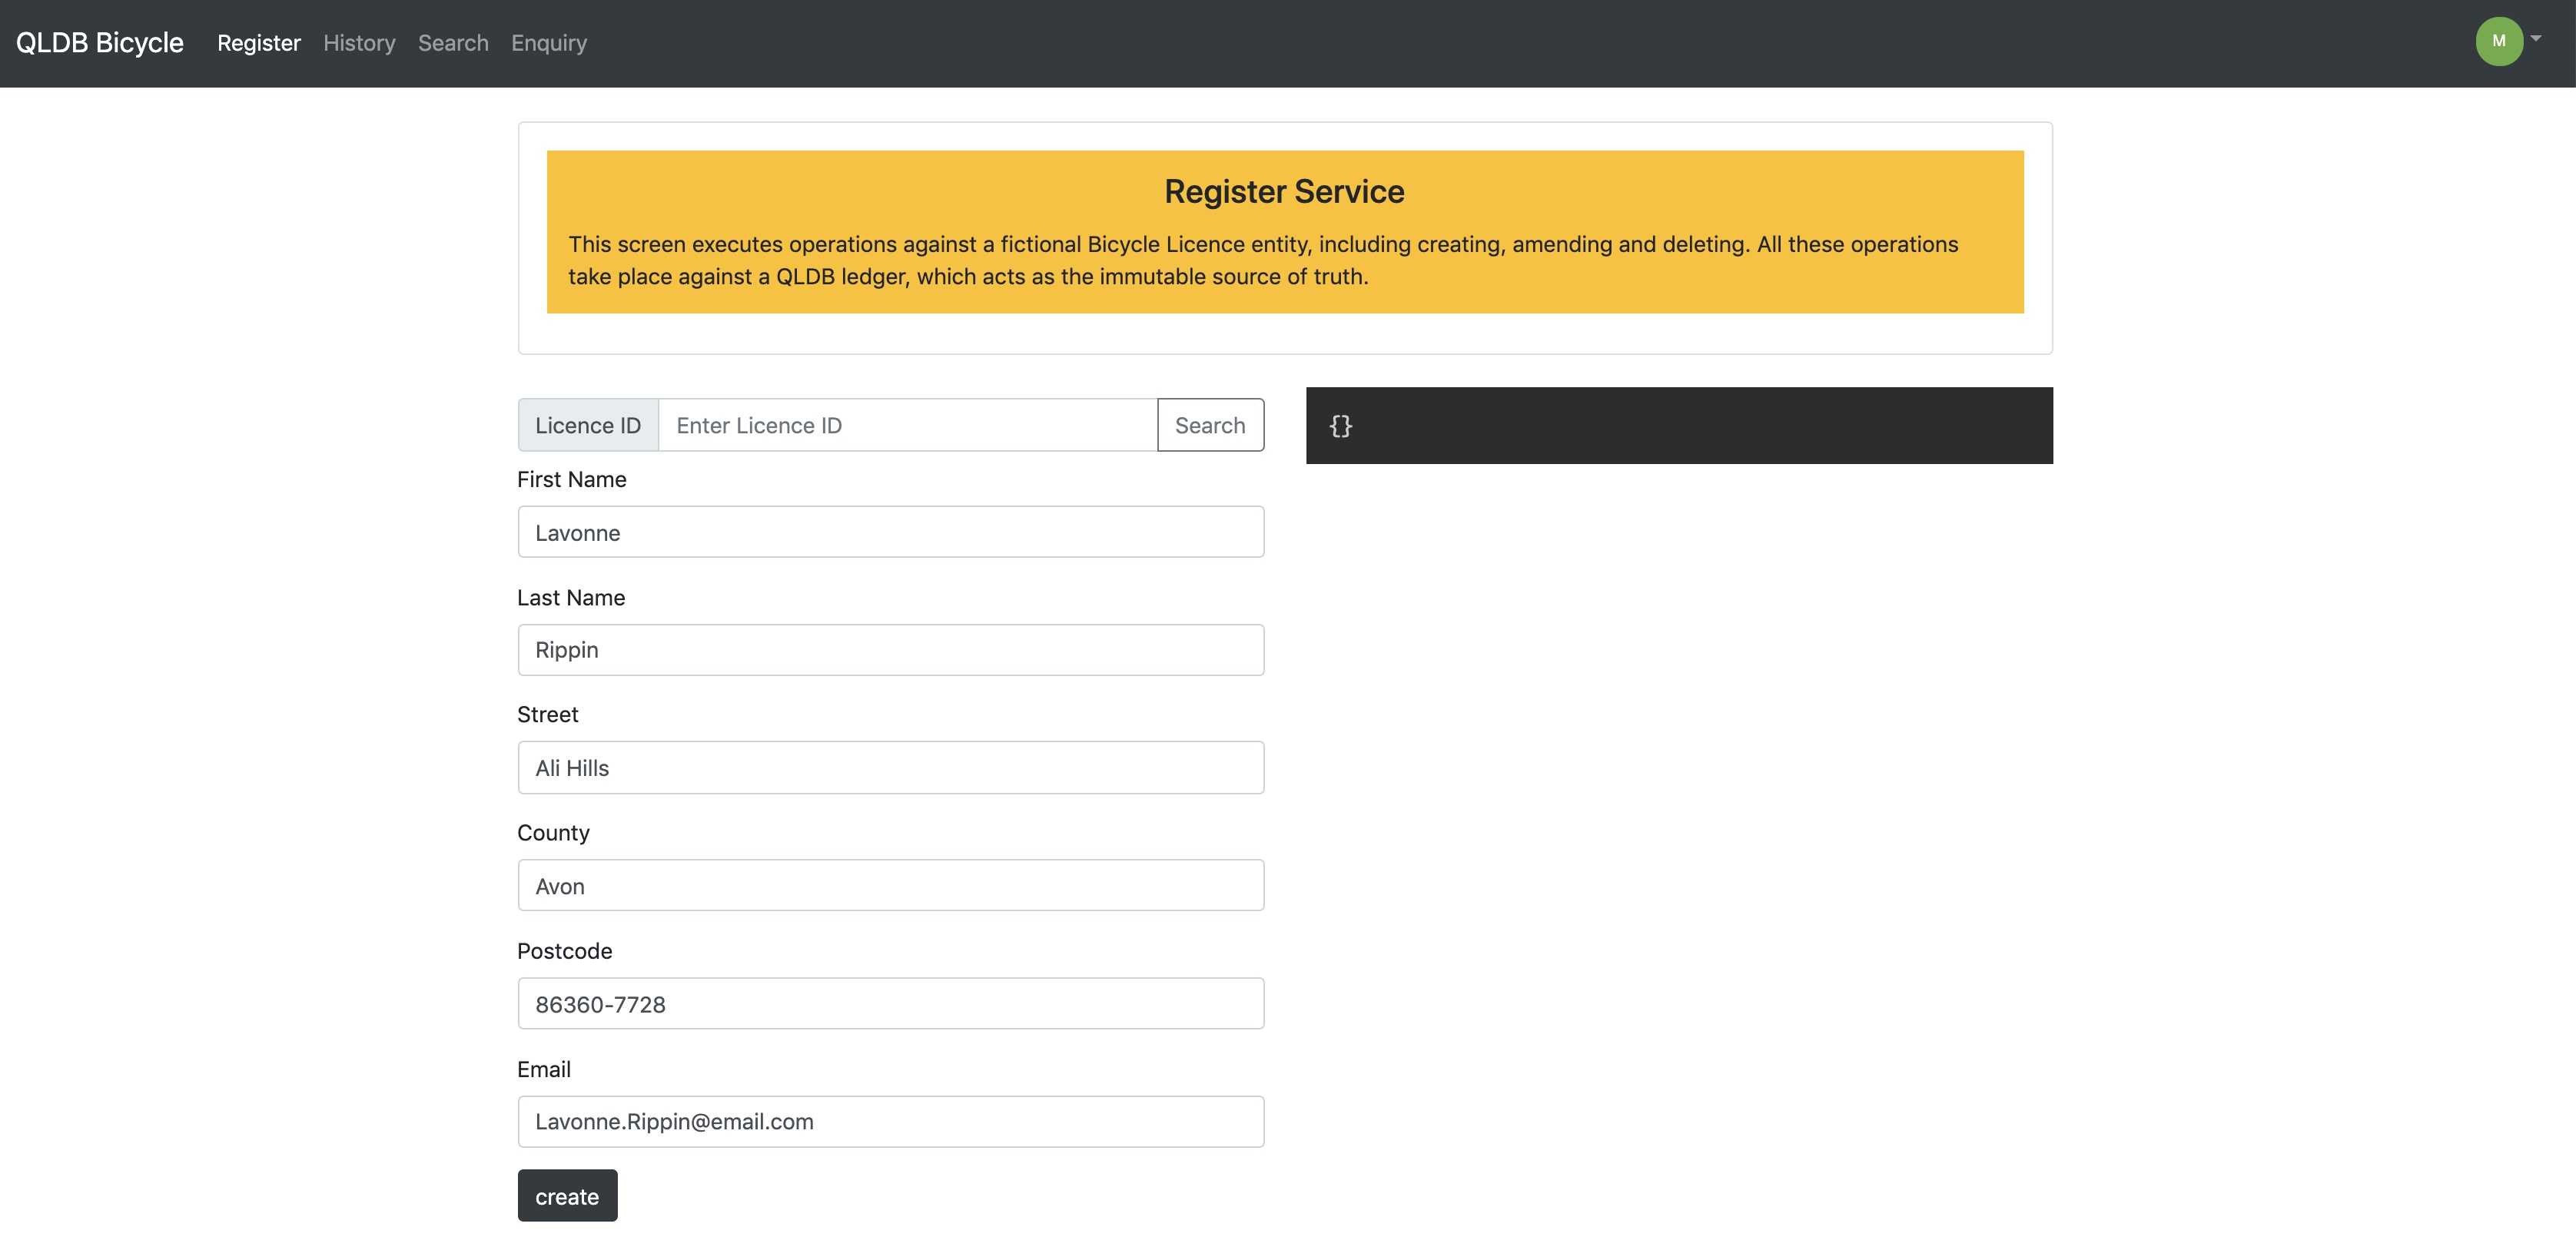 QLDB Bicycle Register History Search Enquiry
M
Register Service
This screen executes operations against a fictional Bicycle Licence entity, including creating, amending and deleting. All these operations
take place against a QLDB ledger, which acts as the immutable source of truth.
Licence ID Enter Licence ID Search
{}
First Name
Lavonne
Last Name
Rippin
Street
Ali Hills
County
Avon
Postcode
86360-7728
Email
Lavonne.Rippin@email.com
create